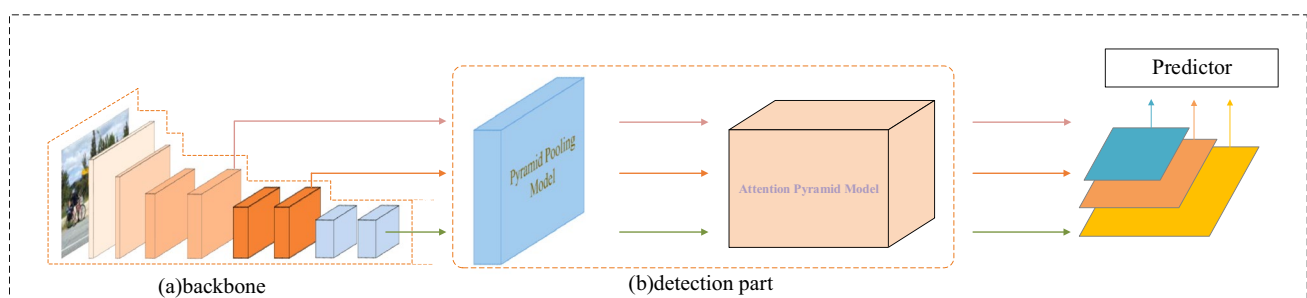 Predictor
Pyramid Pooling
Model
Attention Pyramid Model
(a)backbone
(b)detection part